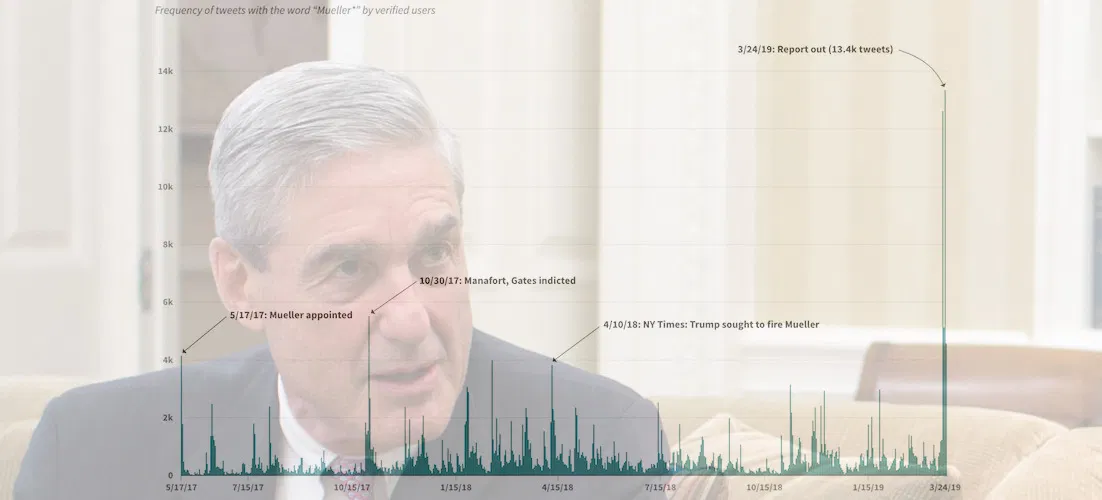 Frequency of tweets with the word “Mueller*” by verified users
3/24/19: Report out (13.4k tweets)
14k
12k
10k
8k
10/30/17: Manafort, Gates indicted
6k
5/17/17: Mueller appointed
4/10/18: NY Times: Trump sought to fire Mueller
4k
2k
0
5/17/17 7/15/17 10/15/17 1/15/18 4/15/18 7/15/18 10/15/18 1/15/19 3/24/19